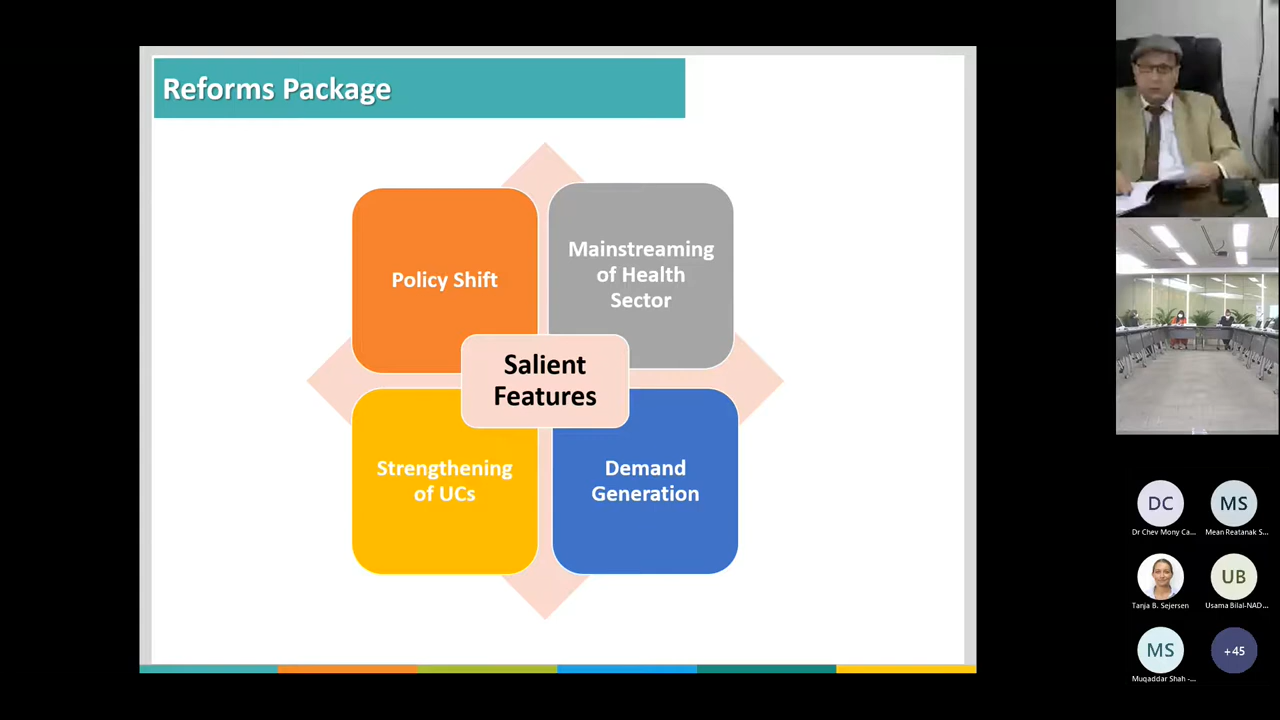 Reforms Package
Policy Shift
Mainstreaming
of Health
Sector
Salient
Features
Strengthening
of UCs
Demand
Generation
DC
MS
Dr Chev Mony Ca...
Mean Reatanak S...
UB
Tanja B. Sejersen
Usama Bilal-NAD...
MS
+45
Muqaddar Shah -...